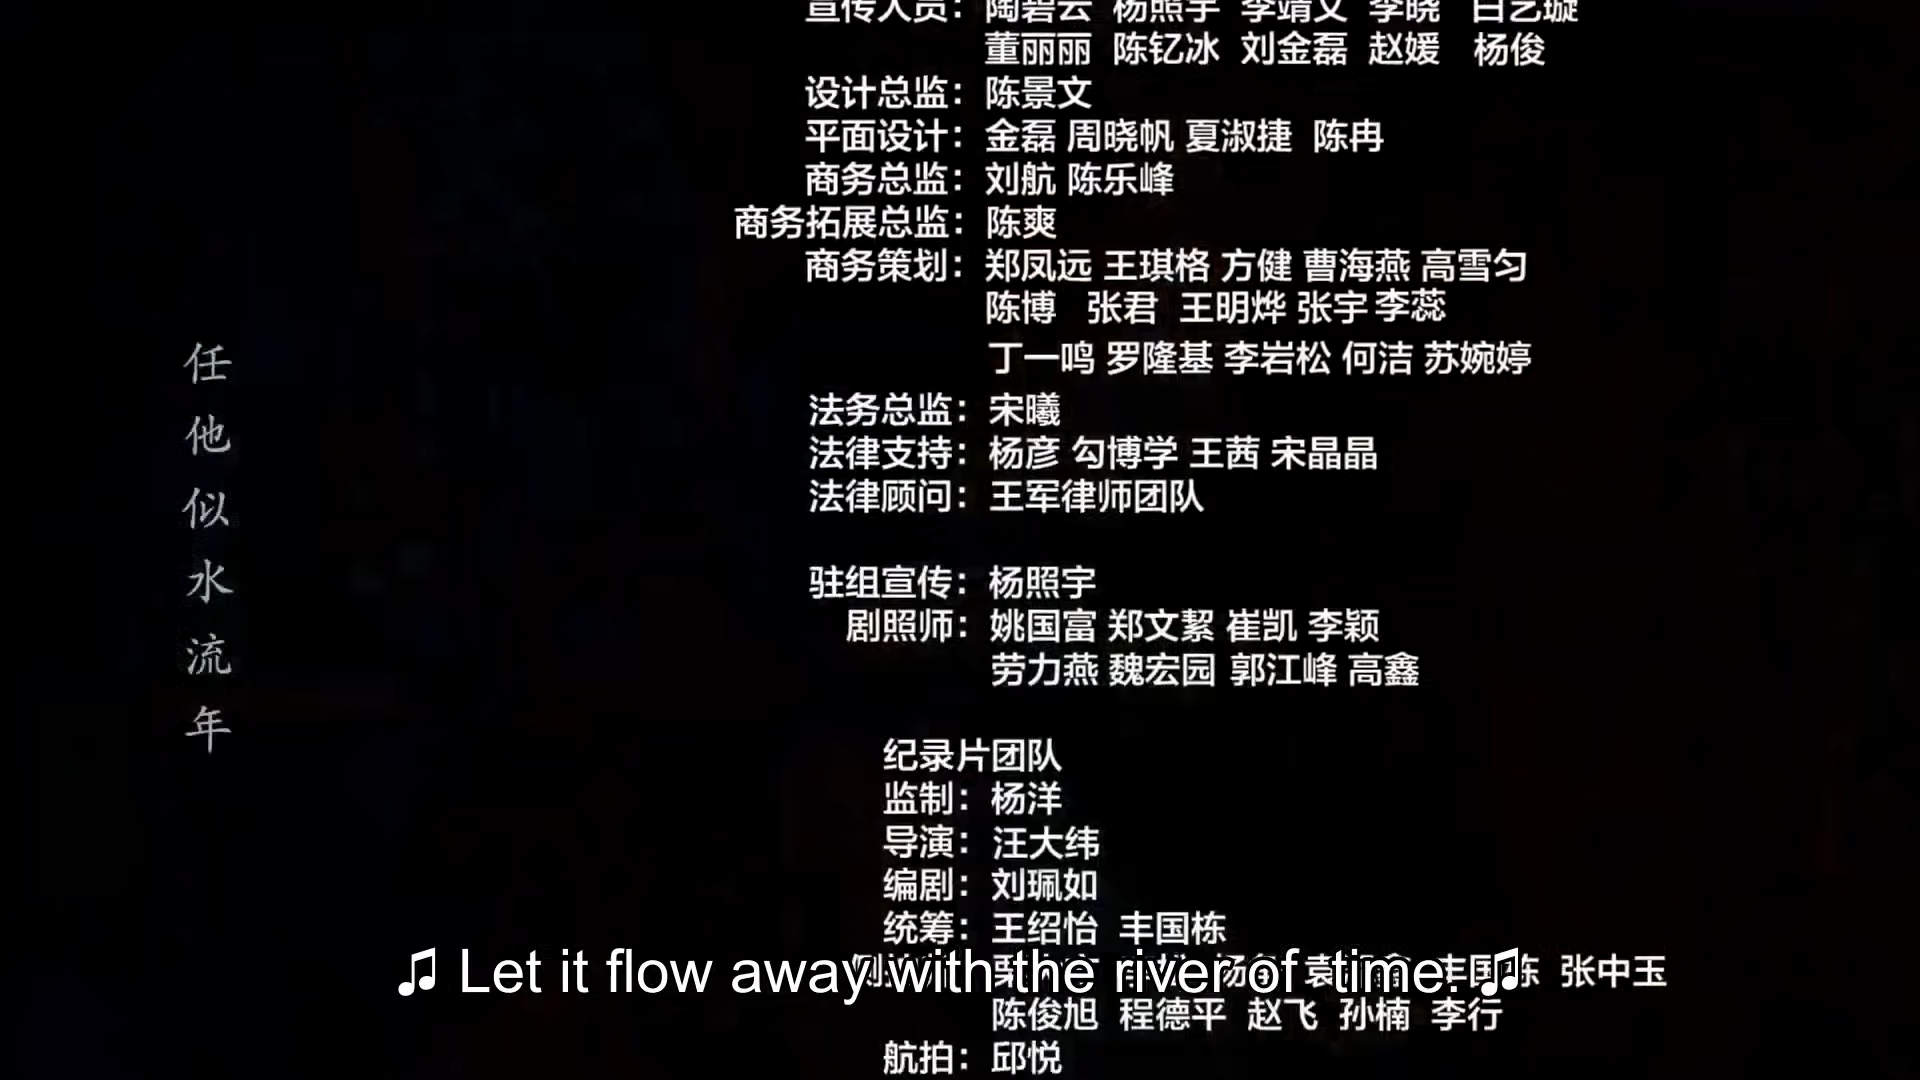 宣传人员：陶碧云 杨照宇 李靖文 李晓 白艺璇
董丽丽 陈钇冰 刘金磊 赵媛 杨俊
设计总监：陈景文
平面设计：金磊 周晓帆 夏淑捷 陈冉
商务总监：刘航 陈乐峰
商务拓展总监：陈爽
商务策划：郑凤远 王琪格 方健 曹海燕 高雪匀
陈博 张君 王明烨 张宇 李蕊
丁一鸣 罗隆基 李岩松 何洁 苏婉婷
法务总监：宋曦
法律支持：杨彦 勾博学 王茜 宋晶晶
法律顾问：王军律师团队
驻组宣传：杨照宇
剧照师：姚国富 郑文絜 崔凯 李颖
劳力燕 魏宏园 郭江峰 高鑫
纪录片团队
监制：杨洋
导演：汪大纬
编剧：刘珮如
统筹：王绍怡 丰国栋
张中玉
陈俊旭 程德平 赵飞 孙楠 李行
航拍：邱悦
任他似水流年
♫ Let it flow away with the river of time. ♫